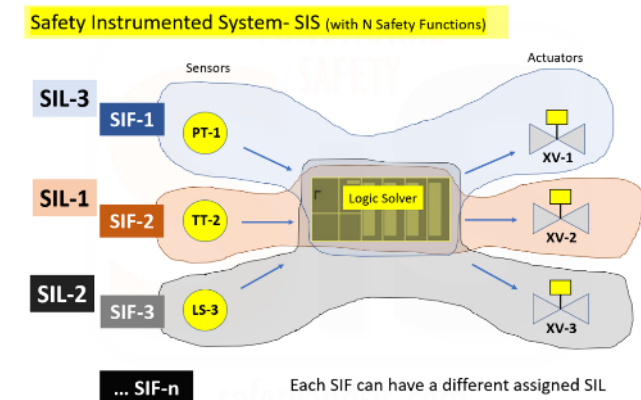 Safety Instrumented System- SIS (with N Safety Functions)
Sensors
Actuators
SIL-3
SIF-1
PT-1
XV-1
SIL-1
SIF-2
TT-2
Logic Solver
XV-2
SIL-2
SIF-3
LS-3
XV-3
... SIF-n
Each SIF can have a different assigned SIL
SAFETY